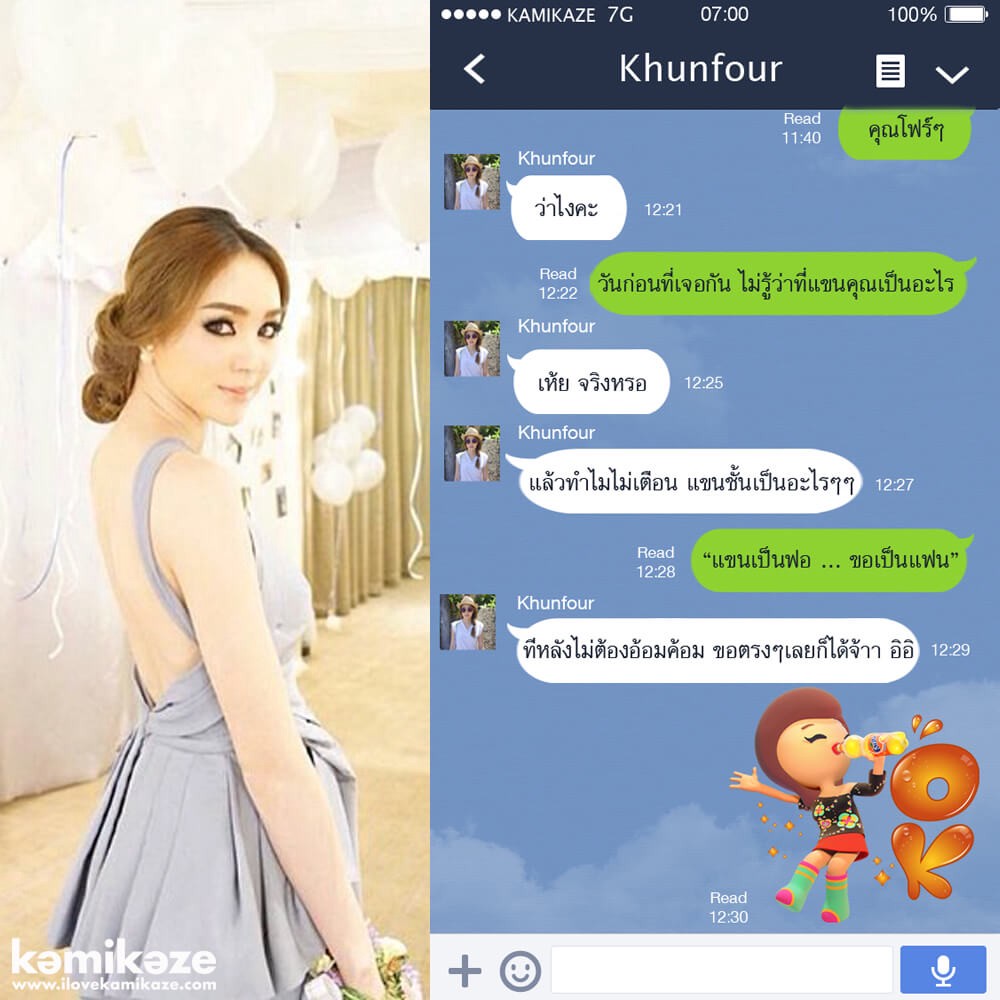 KAMIKAZE 7G 07:00 100%
Khunfour
Read
11:40
คุณโฟร์ๆ
Khunfour
ว่าไงคะ
12:21
Read
12:22
วันก่อนที่เจอกัน ไม่รู้ว่าที่แขนคุณเป็นอะไร
Khunfour
เห้ย จริงหรอ
12:25
Khunfour
แล้วทำไมไม่เตือน แขนชั้นเป็นอะไรๆๆ
12:27
Read
12:28
“แขนเป็นฟอ ... ขอเป็นแฟน”
Khunfour
ทีหลังไม่ต้องอ้อมค้อม ขอตรงๆเลยก็ได้จ้าา อิอิ
12:29
OK
Read
12:30
kamikaze
www.ilovekamikaze.com